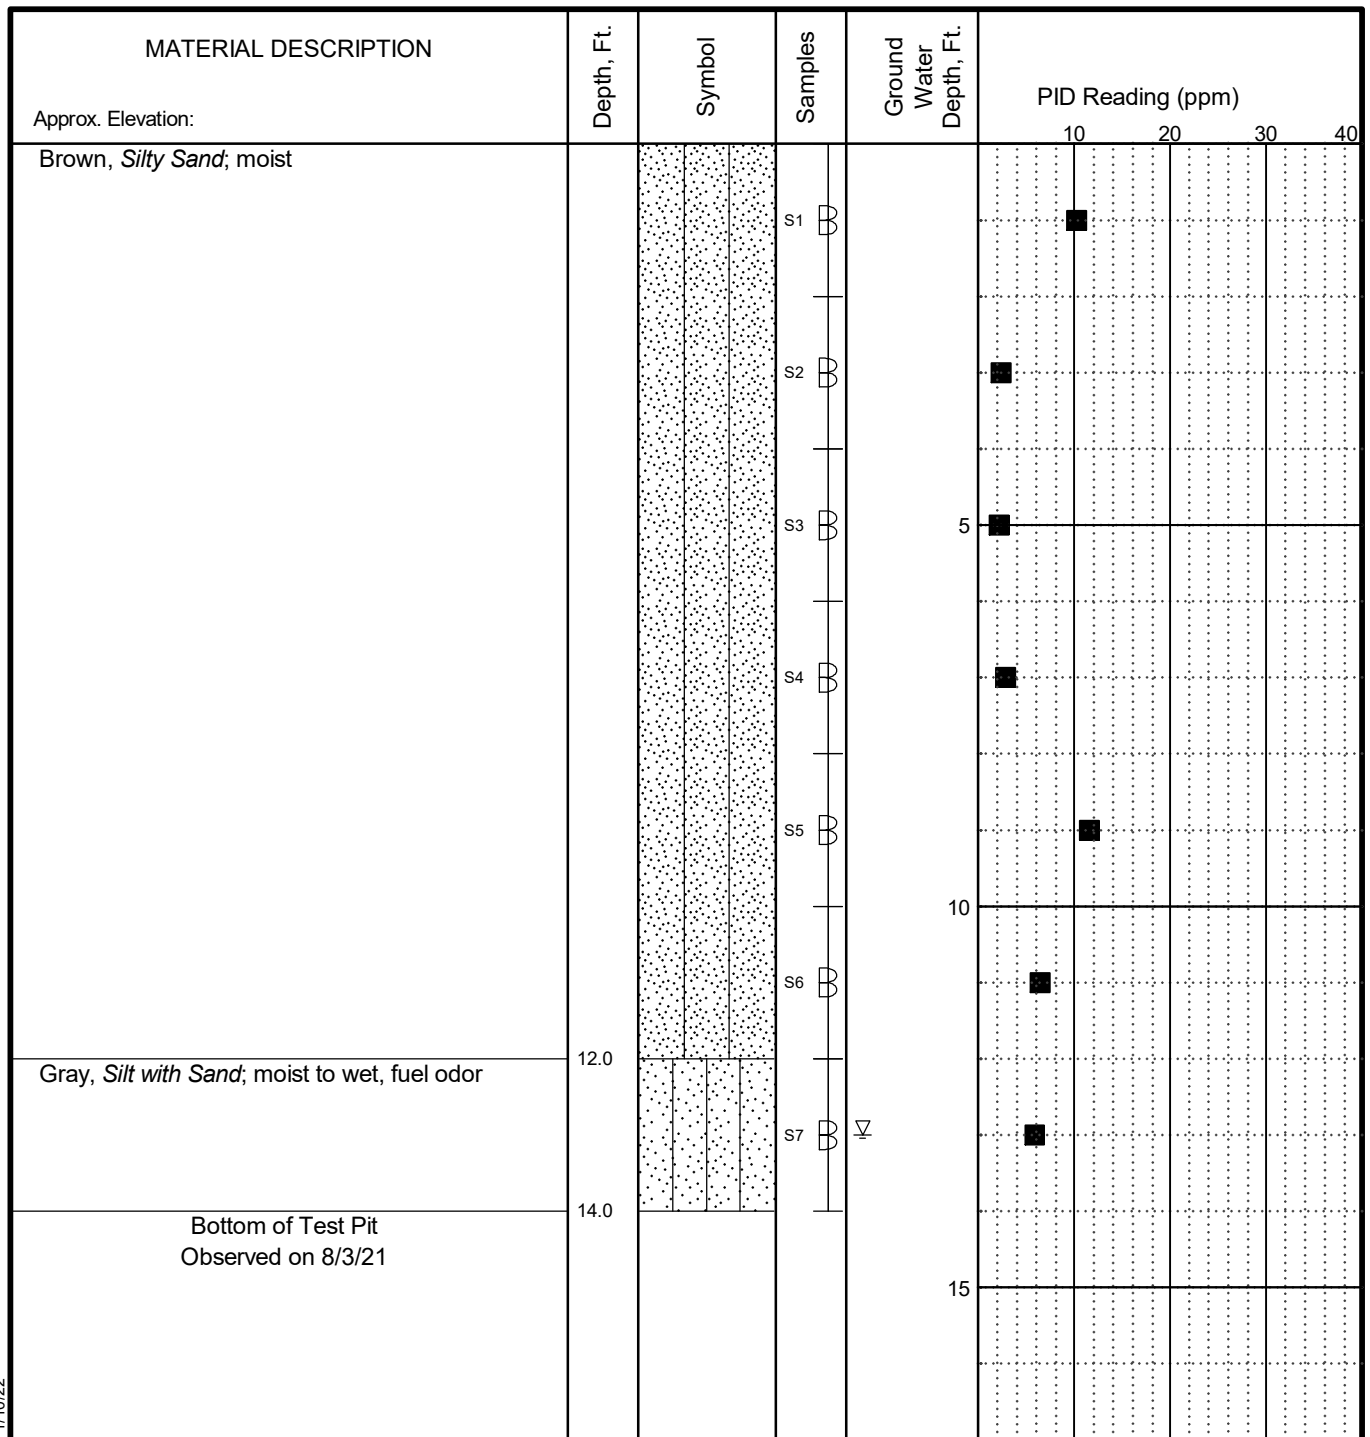 MATERIAL DESCRIPTION
Approx. Elevation:
Depth, Ft.
Symbol
Samples
Ground
Water
Depth, Ft.
PID Reading (ppm)
10 20 30 40
Brown, Silty Sand; moist
S1
S2
S3
5
S4
S5
10
S6
12.0
Gray, Silt with Sand; moist to wet, fuel odor
S7
14.0
Bottom of Test Pit
Observed on 8/3/21
15